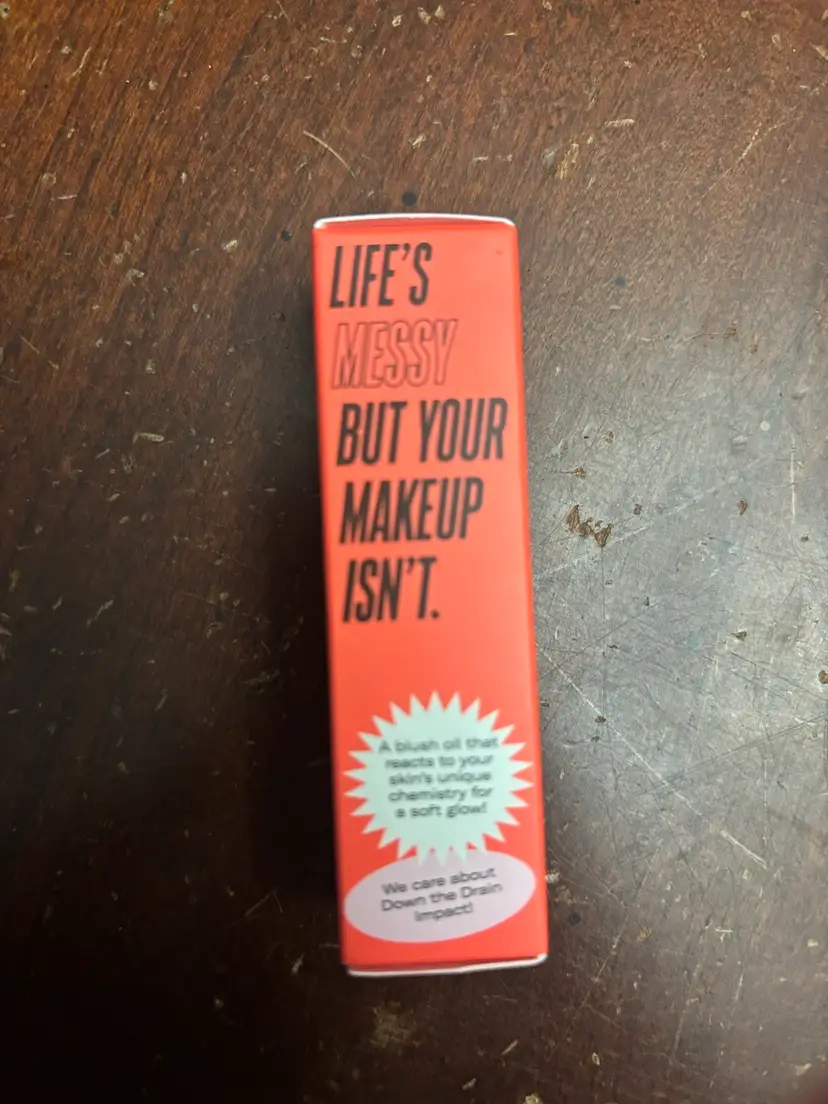 LIFE'S
MESSY
BUT YOUR
MAKEUP
ISN'T.
A blush oil that
reacts to your
skin's unique
chemistry for
a soft glow!
We care about
Down the Drain
Impact!